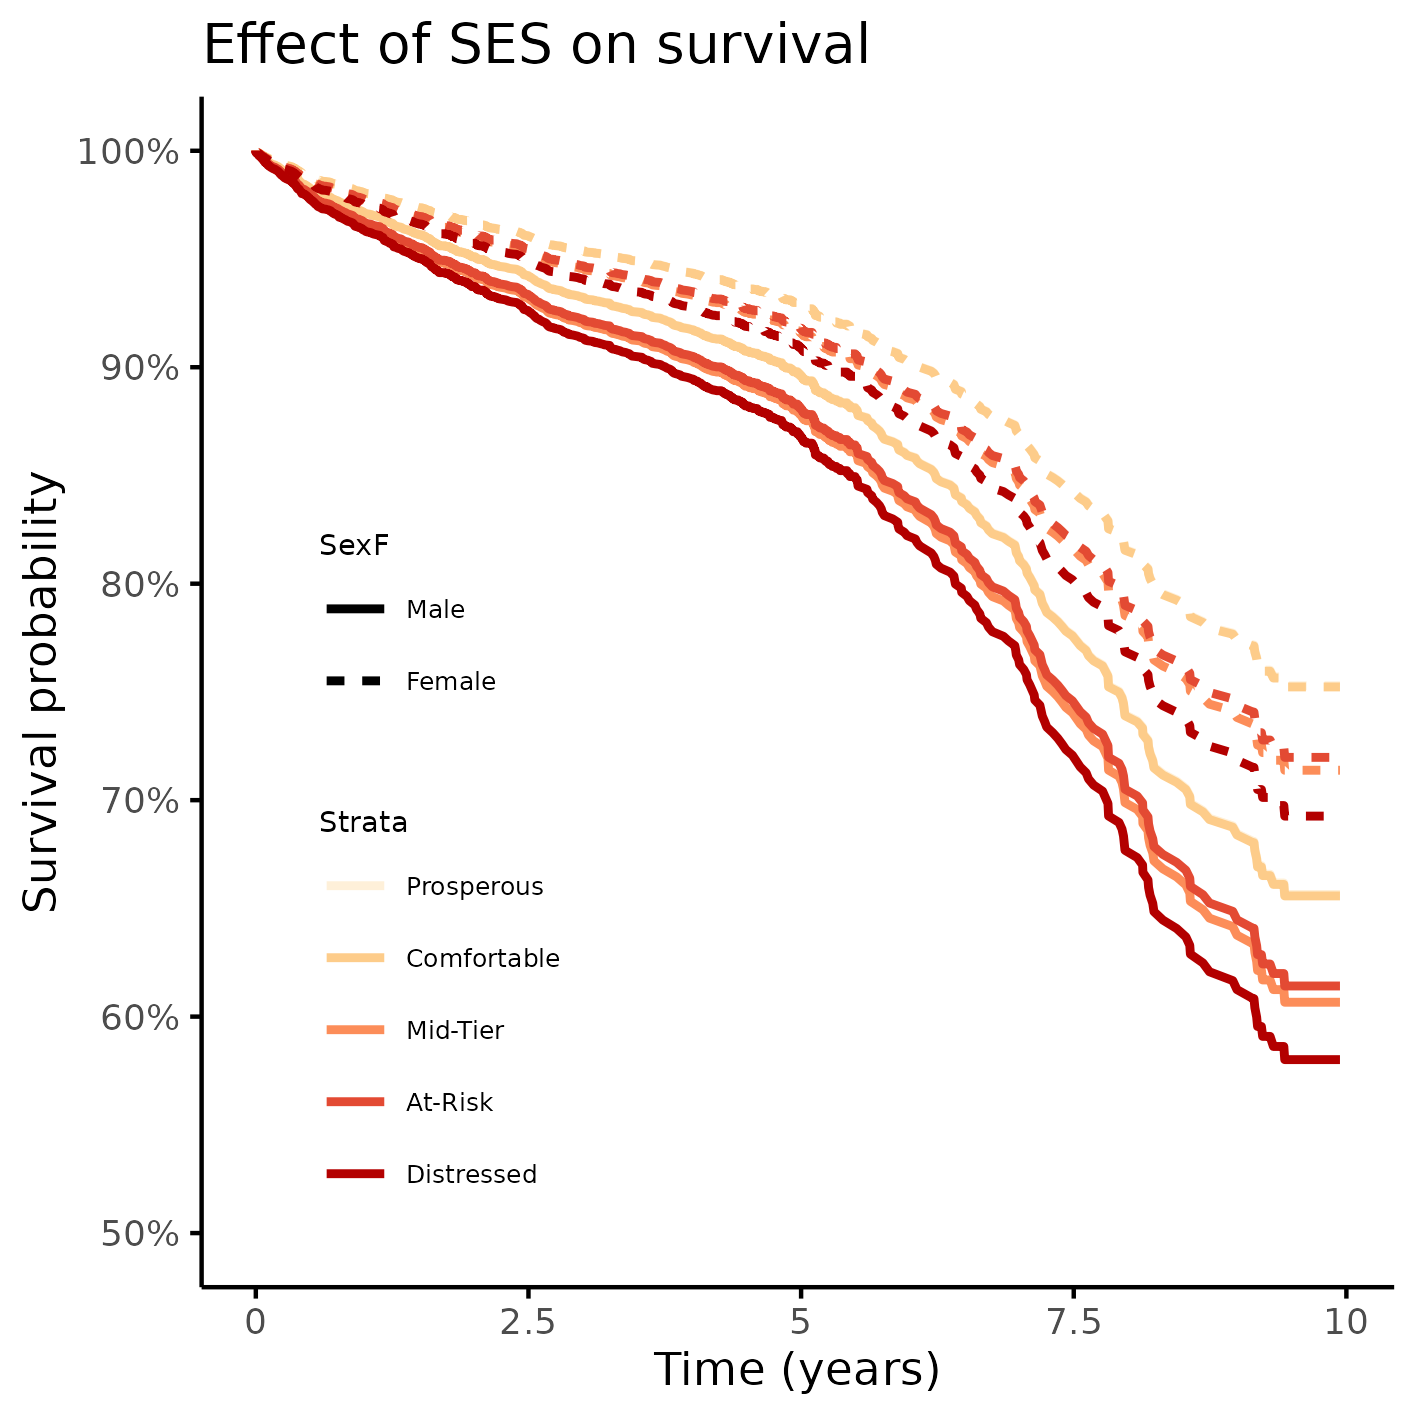 Effect of SES on survival
100%
90%
80%
70%
60%
50%
Survival probability
SexF
Male
Female
Strata
Prosperous
Comfortable
Mid-Tier
At-Risk
Distressed
0 2.5 5 7.5 10
Time (years)